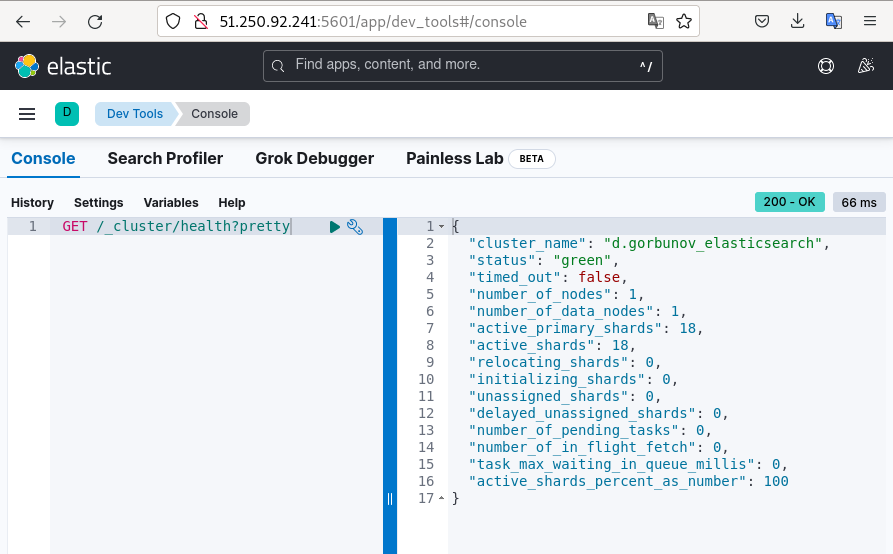 51.250.92.241:5601/app/dev_tools#/console
elastic
Find apps, content, and more.
^/
D
Dev Tools
Console
Console
Search Profiler
Grok Debugger
Painless Lab
BETA
History
Settings
Variables
Help
200 - OK
66 ms
1
GET /_cluster/health?pretty
1 {
2 "cluster_name": "d.gorbunov_elasticsearch",
3 "status": "green",
4 "timed_out": false,
5 "number_of_nodes": 1,
6 "number_of_data_nodes": 1,
7 "active_primary_shards": 18,
8 "active_shards": 18,
9 "relocating_shards": 0,
10 "initializing_shards": 0,
11 "unassigned_shards": 0,
12 "delayed_unassigned_shards": 0,
13 "number_of_pending_tasks": 0,
14 "number_of_in_flight_fetch": 0,
15 "task_max_waiting_in_queue_millis": 0,
16 "active_shards_percent_as_number": 100
17 }